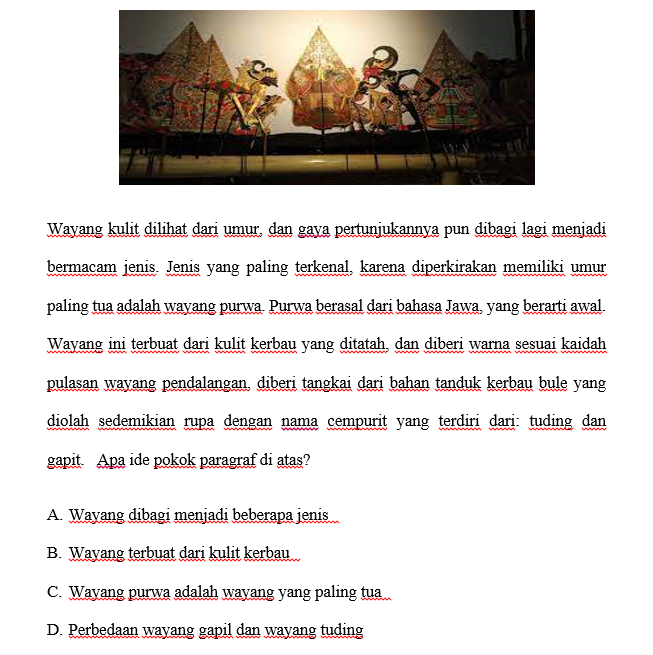 Wayang kulit dilihat dari umur, dan gaya pertunjukannya pun dibagi lagi menjadi
bermacam jenis. Jenis yang paling terkenal, karena diperkirakan memiliki umur
paling tua adalah wayang purwa. Purwa berasal dari bahasa Jawa, yang berarti awal.
Wayang ini terbuat dari kulit kerbau yang ditatah, dan diberi warna sesuai kaidah
pulasan wayang pendalangan, diberi tangkai dari bahan tanduk kerbau bule yang
diolah sedemikian rupa dengan nama cempurit yang terdiri dari: tuding dan
gapit. Apa ide pokok paragraf di atas?
A. Wayang dibagi menjadi beberapa jenis
B. Wayang terbuat dari kulit kerbau
C. Wayang purwa adalah wayang yang paling tua
D. Perbedaan wayang gapil dan wayang tuding